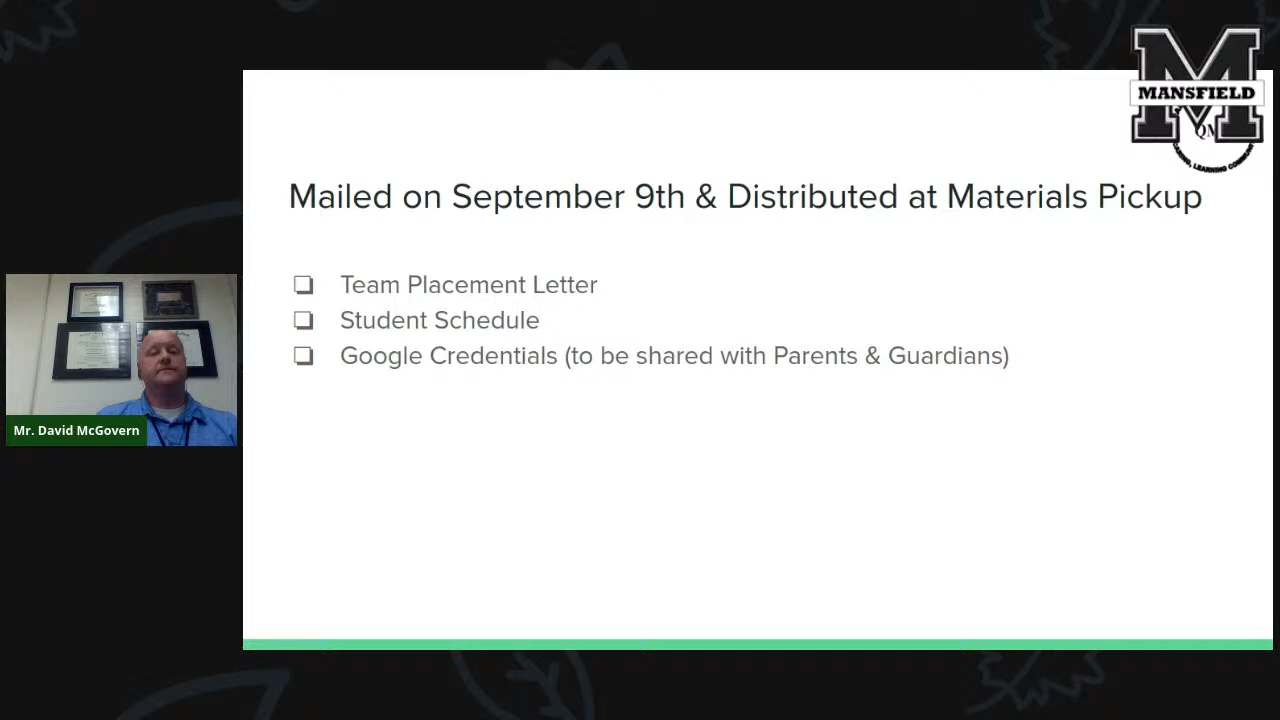 MANSFIELD
QM
Mailed on September 9th & Distributed at Materials Pickup
❏ Team Placement Letter
❏ Student Schedule
❏ Google Credentials (to be shared with Parents & Guardians)
Mr. David McGovern